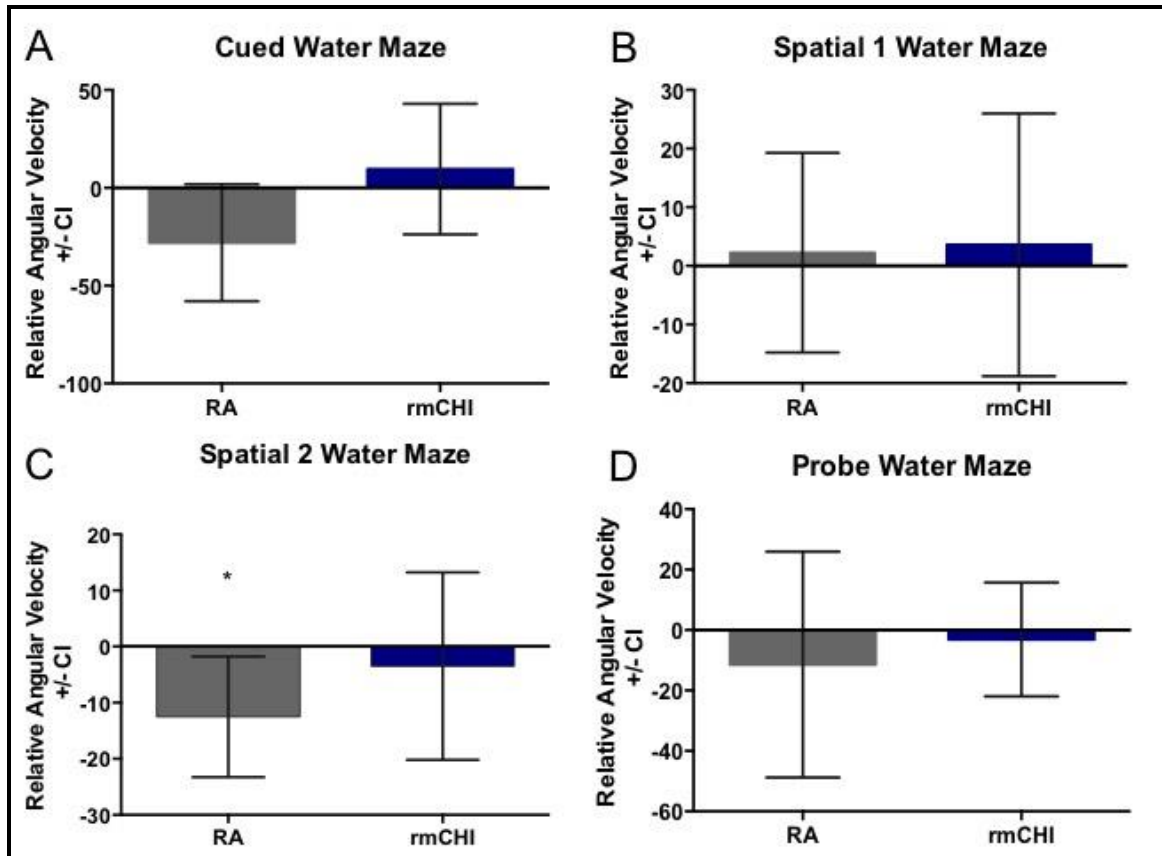 A
Cued Water Maze
Relative Angular Velocity
+/- CI
50
0
-50
-100
RA
rmCHI
B
Spatial 1 Water Maze
Relative Angular Velocity
+/- CI
30
20
10
0
-10
-20
RA
rmCHI
C
Spatial 2 Water Maze
Relative Angular Velocity
+/- CI
20
10
0
-10
-20
-30
*
RA
rmCHI
D
Probe Water Maze
Relative Angular Velocity
+/- CI
40
20
0
-20
-40
-60
RA
rmCHI